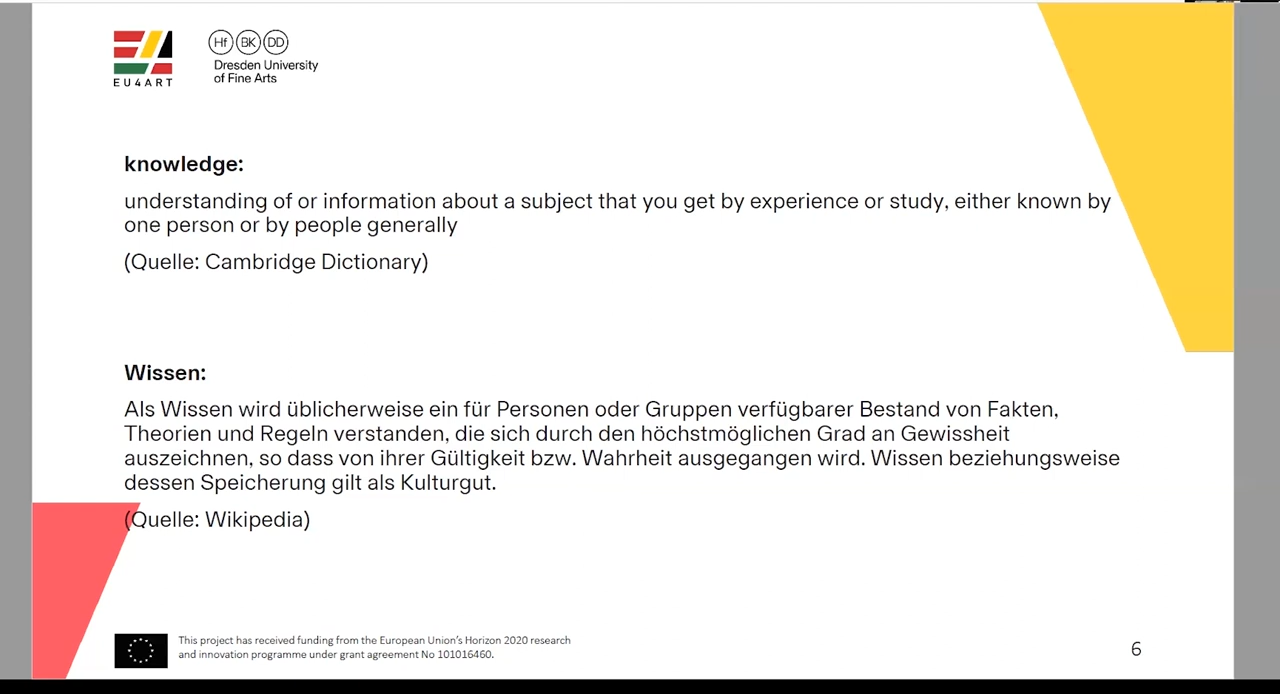 EU4ART
Hf BK DD
Dresden University
of Fine Arts
knowledge:
understanding of or information about a subject that you get by experience or study, either known by
one person or by people generally
(Quelle: Cambridge Dictionary)
Wissen:
Als Wissen wird üblicherweise ein für Personen oder Gruppen verfügbarer Bestand von Fakten,
Theorien und Regeln verstanden, die sich durch den höchstmöglichen Grad an Gewissheit
auszeichnen, so dass von ihrer Gültigkeit bzw. Wahrheit ausgegangen wird. Wissen beziehungsweise
dessen Speicherung gilt als Kulturgut.
(Quelle: Wikipedia)
This project has received funding from the European Union's Horizon 2020 research
and innovation programme under grant agreement No 101016460.
6